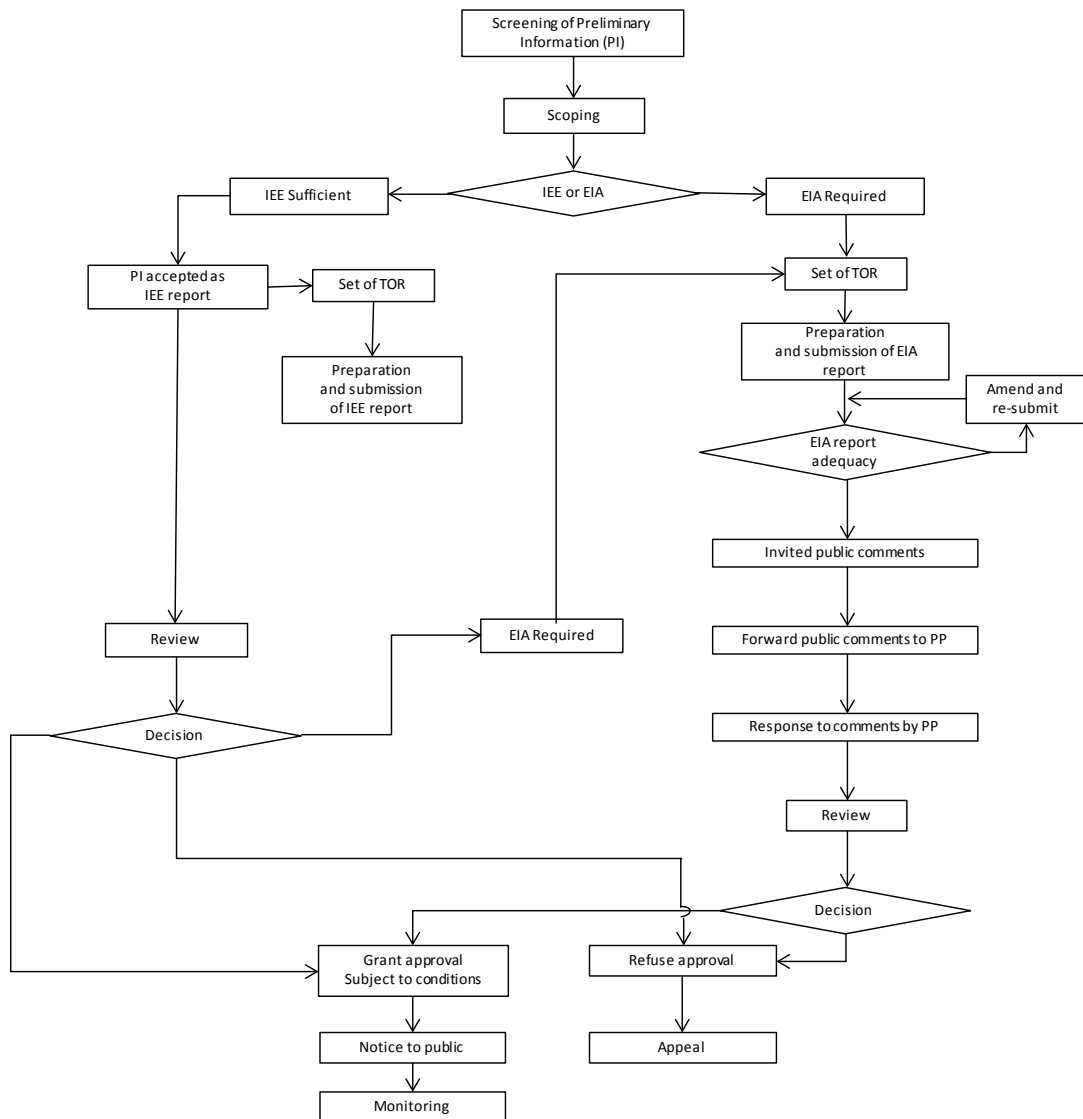 Screening of Preliminary
Information (PI)
Scoping
IEE or EIA
IEE Sufficient
EIA Required
PI accepted as
IEE report
Set of TOR
Set of TOR
Preparation
and submission of EIA
report
Preparation
and submission
of IEE report
Amend and
re-submit
EIA report
adequacy
Invited public comments
Review
EIA Required
Forward public comments to PP
Decision
Response to comments by PP
Review
Decision
Grant approval
Subject to conditions
Refuse approval
Notice to public
Appeal
Monitoring